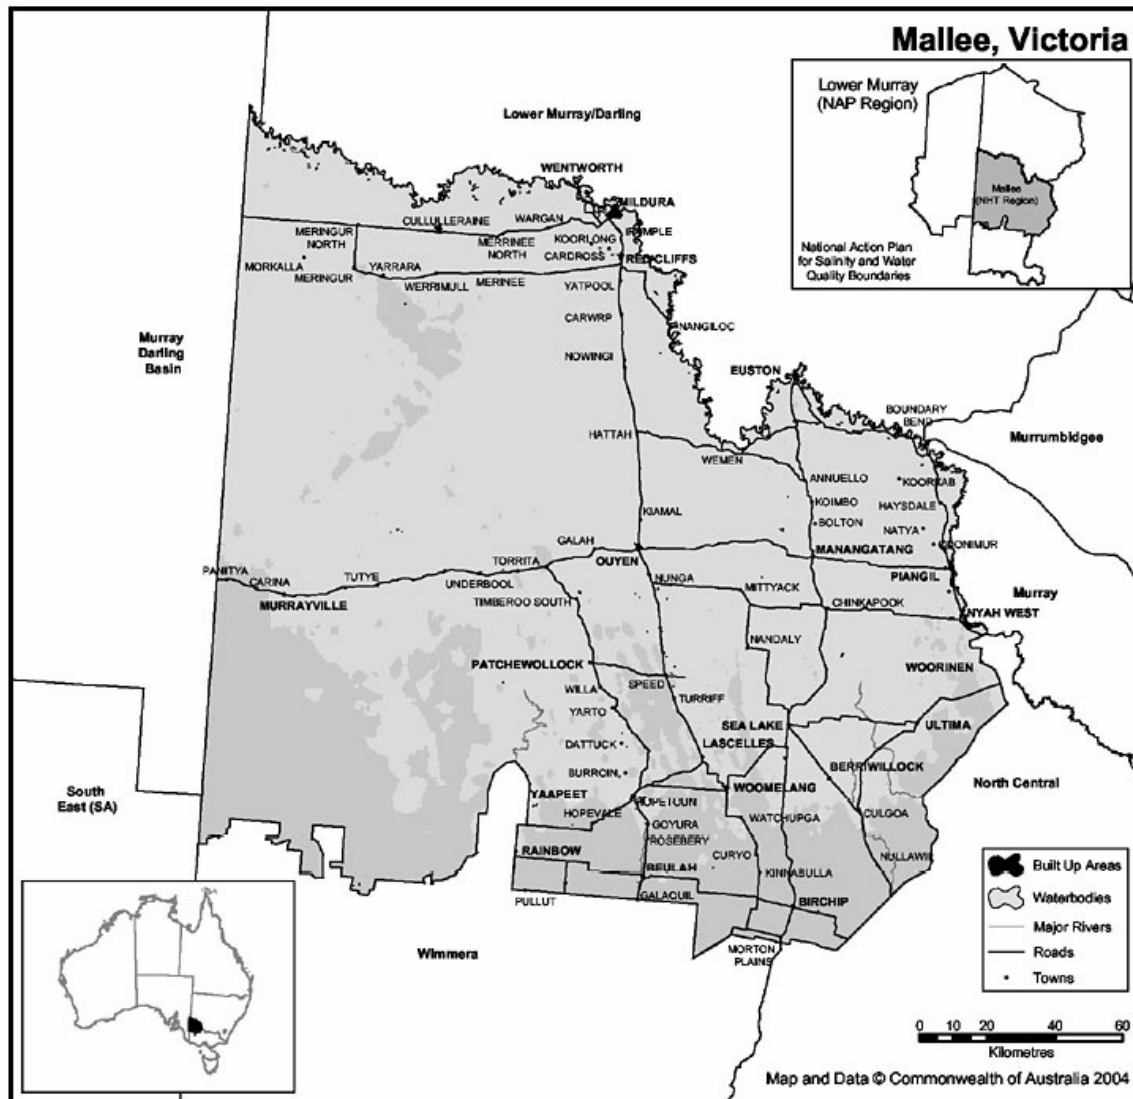 Mallee, Victoria
Lower Murray
(NAP Region)
Mallee
(NHT Region)
National Action Plan
for Salinity and Water
Quality Boundaries
Lower Murray/Darling
WENTWORTH
MILDURA
CULLULLERAINE
WARGAN
IRYMPLE
MERINGUR
NORTH
MERRINEE
NORTH
KOORLONG
CARDROSS
RED CLIFFS
MORKALLA
MERINGUR
YARRARA
WERRIMULL
MERINEE
YATPOOL
CARWRP
NANGILOC
Murray
Darling
Basin
NOWINGI
EUSTON
BOUNDARY
BEND
Murrumbidgee
HATTAH
WEMEN
ANNUELLO
KOORKAB
KOIMBO
HAYSDALE
KIAMAL
BOLTON
NATYA
GALAH
MANANGATANG
KOONIMUR
PANITYA
CARINA
TUTYE
TORRITA
OUYEN
UNDERBOOL
NUNGA
MITTYACK
PIANGIL
MURRAYVILLE
TIMBEROO SOUTH
CHINKAPOOK
Murray
NYAH WEST
NANDALY
PATCHEWOLLOCK
WOORINEN
WILLA
SPEED
TURRIFF
YARTO
SEA LAKE
ULTIMA
DATTUCK
LASCELLES
BURROIN
BERRIWILLOCK
South
East (SA)
YAAPEET
WOOMELANG
North Central
HOPEVALE
HOPETOUN
WATCHUPGA
CULGOA
GOYURA
ROSEBERY
RAINBOW
CURYO
NULLAWIL
BEULAH
KINNABULLA
PULLUT
GALAQUIL
BIRCHIP
Wimmera
MORTON
PLAINS
Built Up Areas
Waterbodies
Major Rivers
Roads
Towns
0 10 20 40 60
Kilometres
Map and Data © Commonwealth of Australia 2004